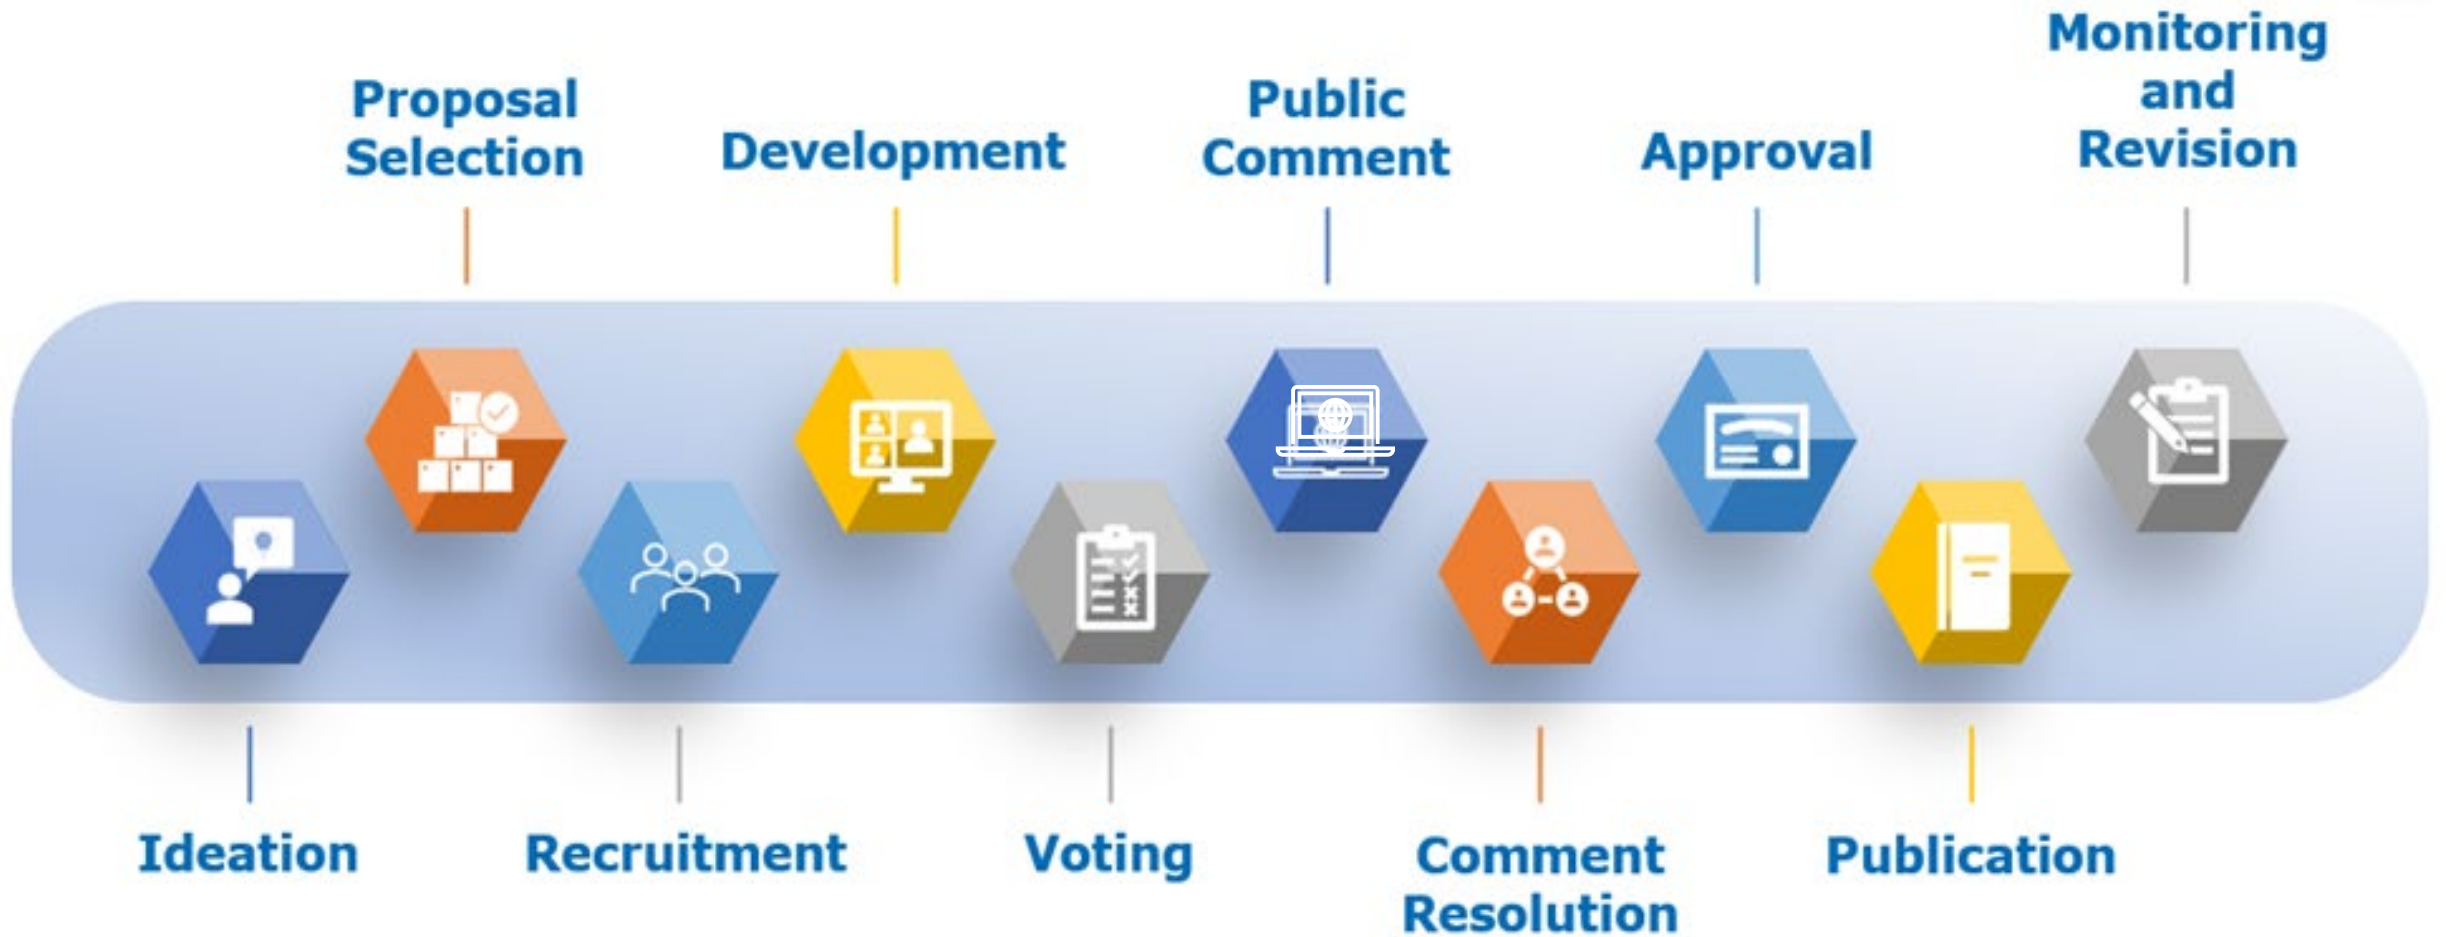 Ideation
Proposal
Selection
Recruitment
Development
Voting
Public
Comment
Comment
Resolution
Approval
Publication
Monitoring
and
Revision